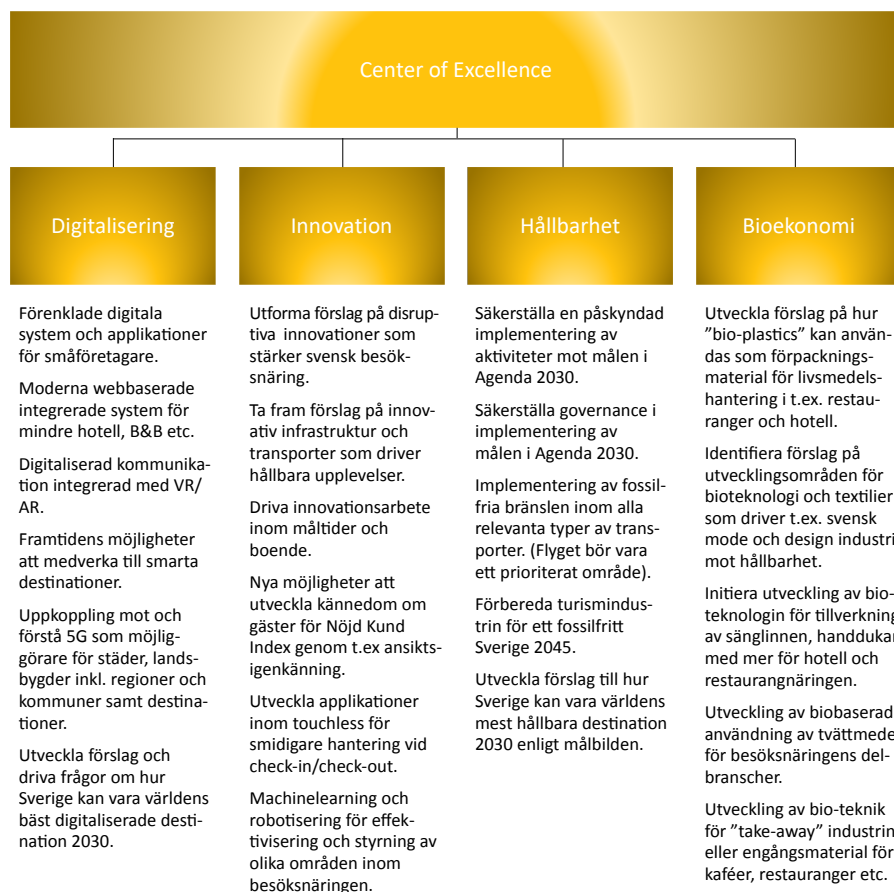 Center of Excellence
Digitalisering
Förenklade digitala
system och applikationer
för småföretagare.
Moderna webbaserade
integrerade system för
mindre hotell, B&B etc.
Digitaliserad kommunika-
tion integrerad med VR/
AR.
Framtidens möjligheter
att medverka till smarta
destinationer.
Uppkoppling mot och
förstå 5G som möjlig-
görare för städer, lands-
bygder inkl. regioner och
kommuner samt destina-
tioner.
Utveckla förslag och
driva frågor om hur
Sverige kan vara världens
bäst digitaliserade desti-
nation 2030.
Innovation
Utforma förslag på disrup-
tiva innovationer som
stärker svensk besök-
snäring.
Ta fram förslag på innov-
ativ infrastruktur och
transporter som driver
hållbara upplevelser.
Driva innovationsarbete
inom måltider och
boende.
Nya möjligheter att
utveckla kännedom om
gäster för Nöjd Kund
Index genom t.ex ansikts-
igenkänning.
Utveckla applikationer
inom touchless för
smidigare hantering vid
check-in/check-out.
Machinelearning och
robotisering för effek-
tivisering och styrning av
olika områden inom
besöksnäringen.
Hållbarhet
Säkerställa en påskyndad
implementering av
aktiviteter mot målen i
Agenda 2030.
Säkerställa governance i
implementering av
målen i Agenda 2030.
Implementering av fossil-
fria bränslen inom alla
relevanta typer av trans-
porter. (Flyget bör vara
ett prioriterat område).
Förbereda turismindus-
trin för ett fossilfritt
Sverige 2045.
Utveckla förslag till hur
Sverige kan vara världens
mest hållbara destination
2030 enligt målbilden.
Bioekonomi
Utveckla förslag på hur
”bio-plastics” kan använ-
das som förpacknings-
material för livsmedels-
hantering i t.ex. restau-
ranger och hotell.
Identifiera förslag på
utvecklingsområden för
bioteknologi och textilier
som driver t.ex. svensk
mode och design industri
mot hållbarhet.
Initiera utveckling av bio-
teknologin för tillverkning
av sänglinnen, handdukar
med mer för hotell och
restaurangnäringen.
Utveckling av biobaserad
användning av tvättmedel
för besöksnäringens del-
branscher.
Utveckling av bio-teknik
för ”take-away” industrin
eller engångsmaterial för
kaféer, restauranger etc.